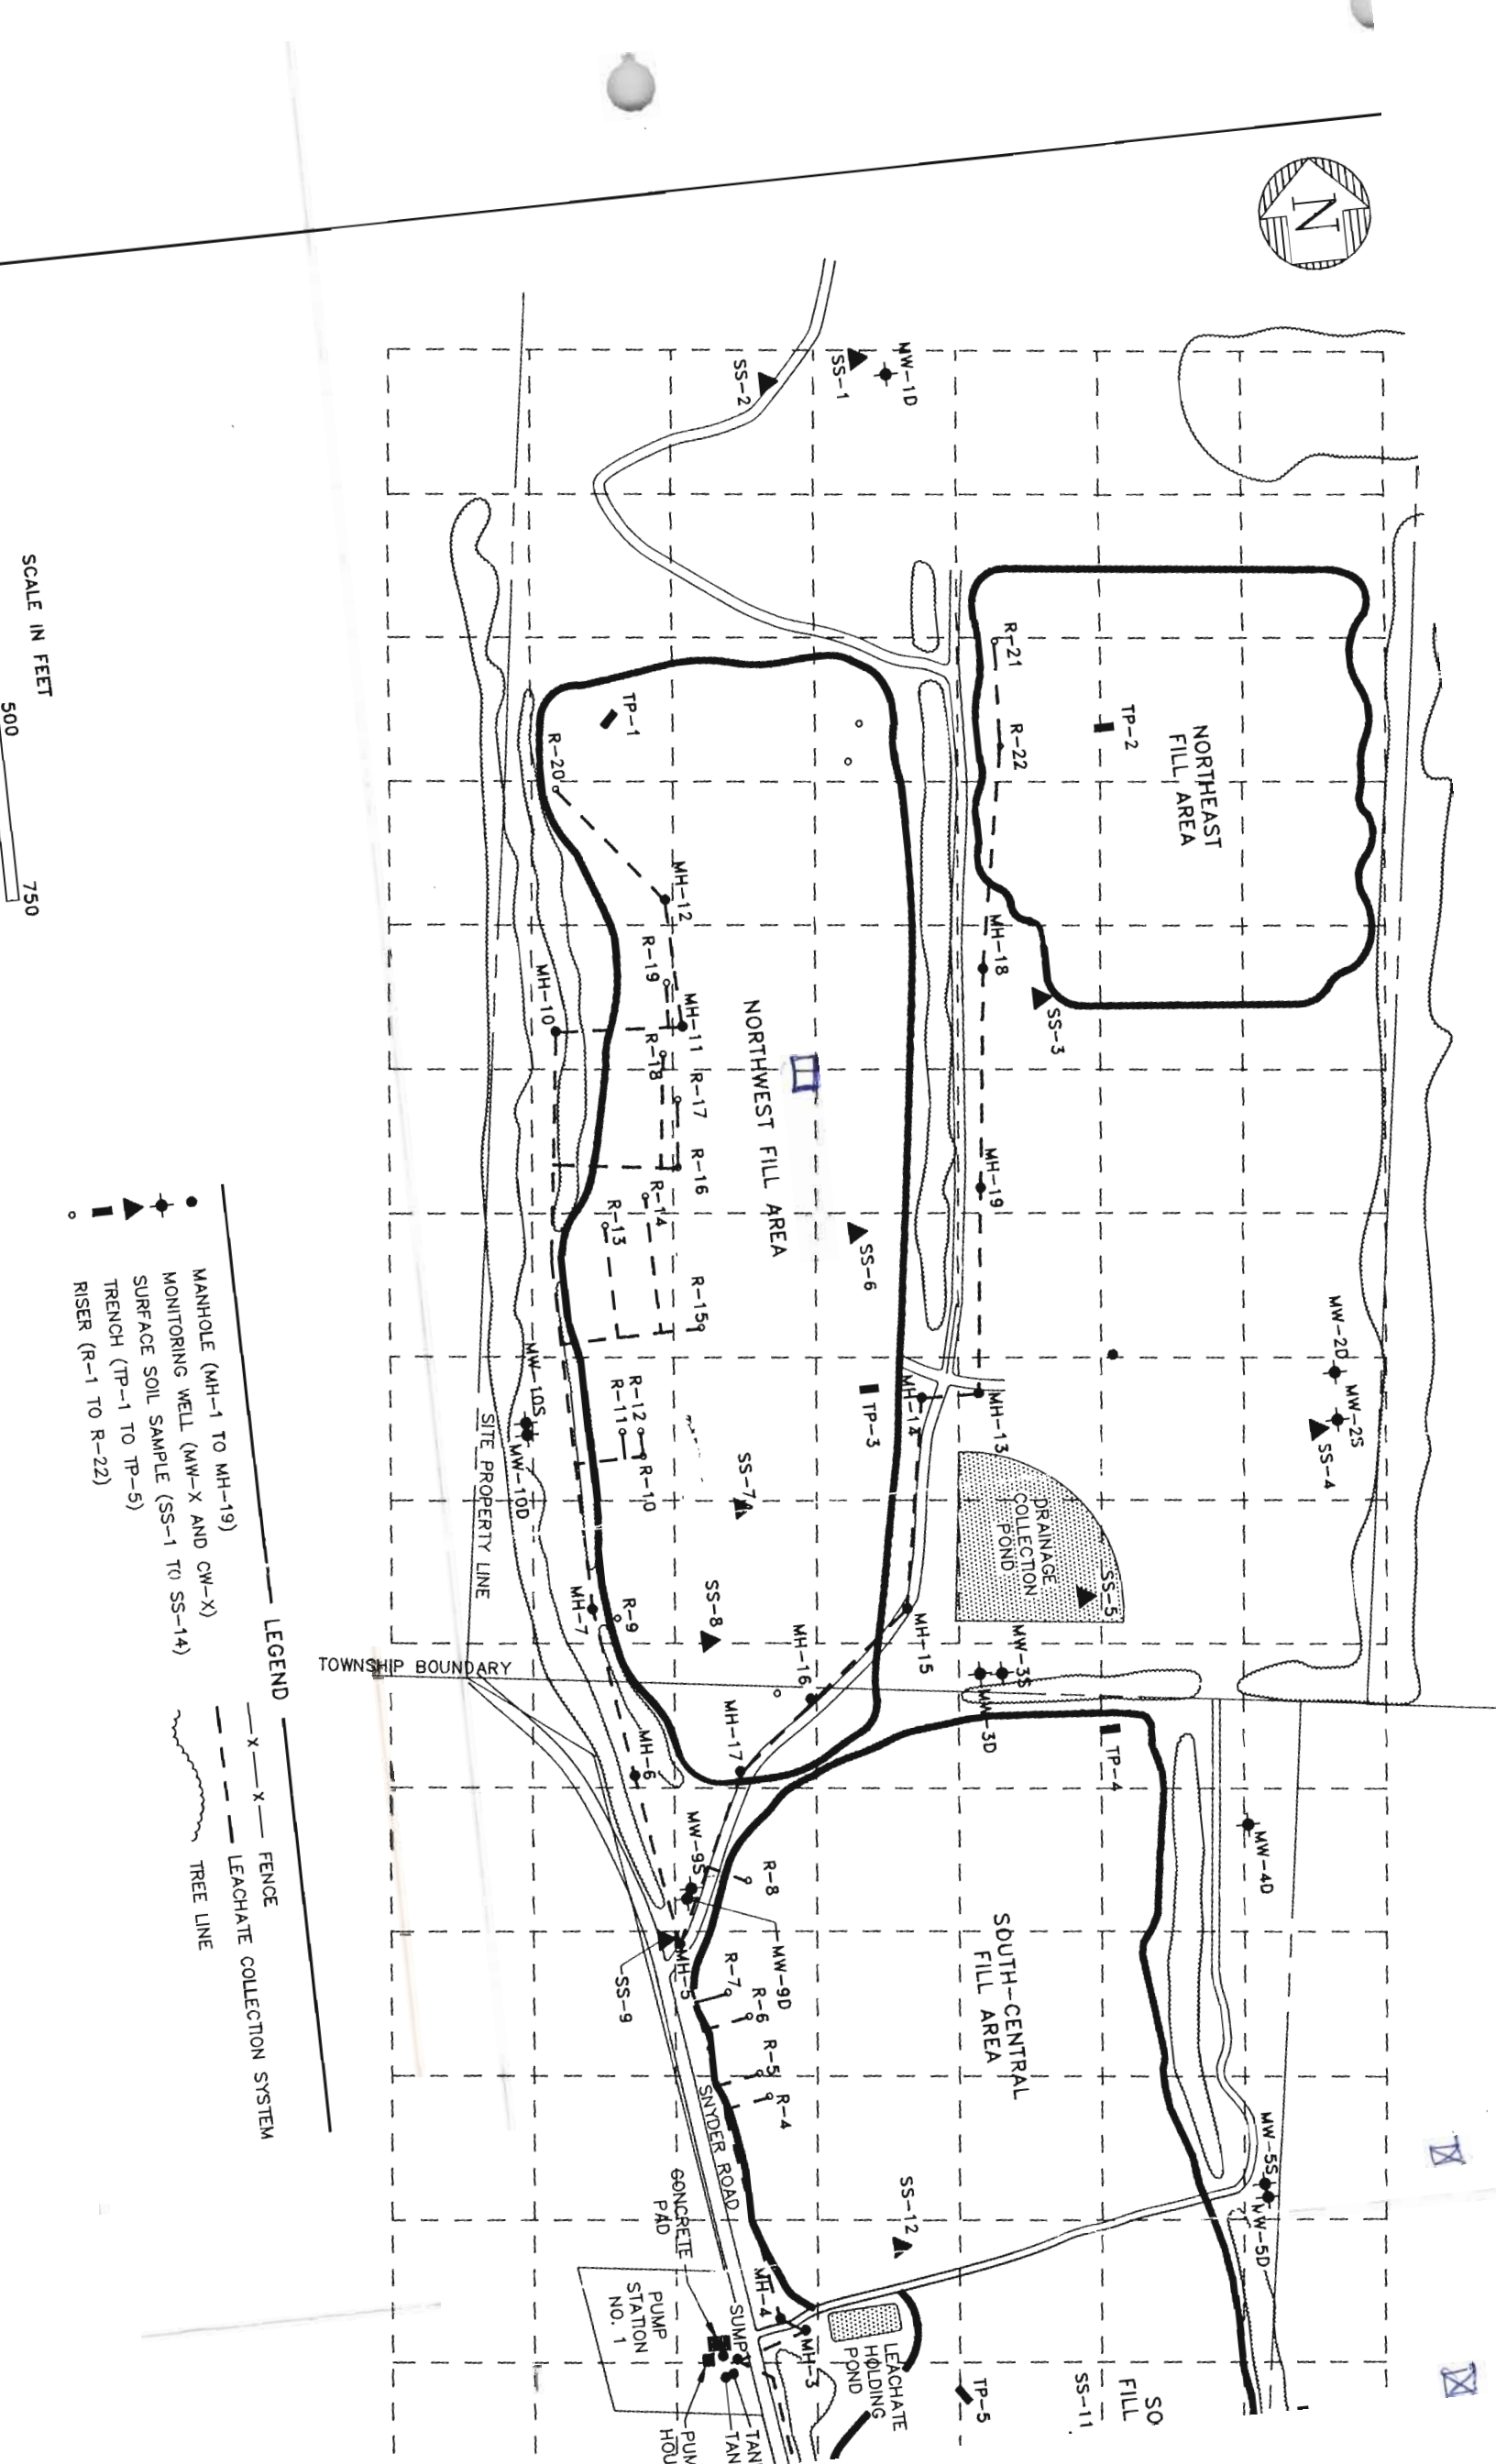 N
MW-1D
SS-1
SS-2
R-21
R-22
TP-2
NORTHEAST
FILL AREA
TP-1
R-20
MH-12
R-19
MH-11
MH-10
R-18
R-17
R-16
R-14
R-13
R-15
NORTHWEST FILL AREA
MH-18
SS-3
MH-19
SS-6
MW-2D
MW-2S
SS-4
MH-13
MH-14
TP-3
R-12
R-11
R-10
MW-10S
MW-10D
SS-7
DRAINAGE
COLLECTION
POND
SS-5
SITE PROPERTY LINE
SS-8
R-9
MH-7
MH-15
MH-16
MW-3S
MW-3D
TOWNSHIP BOUNDARY
MH-17
MH-6
TP-4
MW-4D
MW-9S
R-8
MW-9D
MH-5
SS-9
R-7
R-6
R-5
R-4
SOUTH-CENTRAL
FILL AREA
SNYDER ROAD
MW-5S
MW-5D
SS-12
CONCRETE
PAD
MH-4
MH-3
SUMP
PUMP
STATION
NO. 1
LEACHATE
HOLDING
POND
TP-5
SS-11
SO
FILL
TAN
TAN
PUM
HOU
SCALE IN FEET
500
750
LEGEND
MANHOLE (MH-1 TO MH-19)
MONITORING WELL (MW-X AND CW-X)
SURFACE SOIL SAMPLE (SS-1 TO SS-14)
TRENCH (TP-1 TO TP-5)
RISER (R-1 TO R-22)
X X FENCE
LEACHATE COLLECTION SYSTEM
TREE LINE